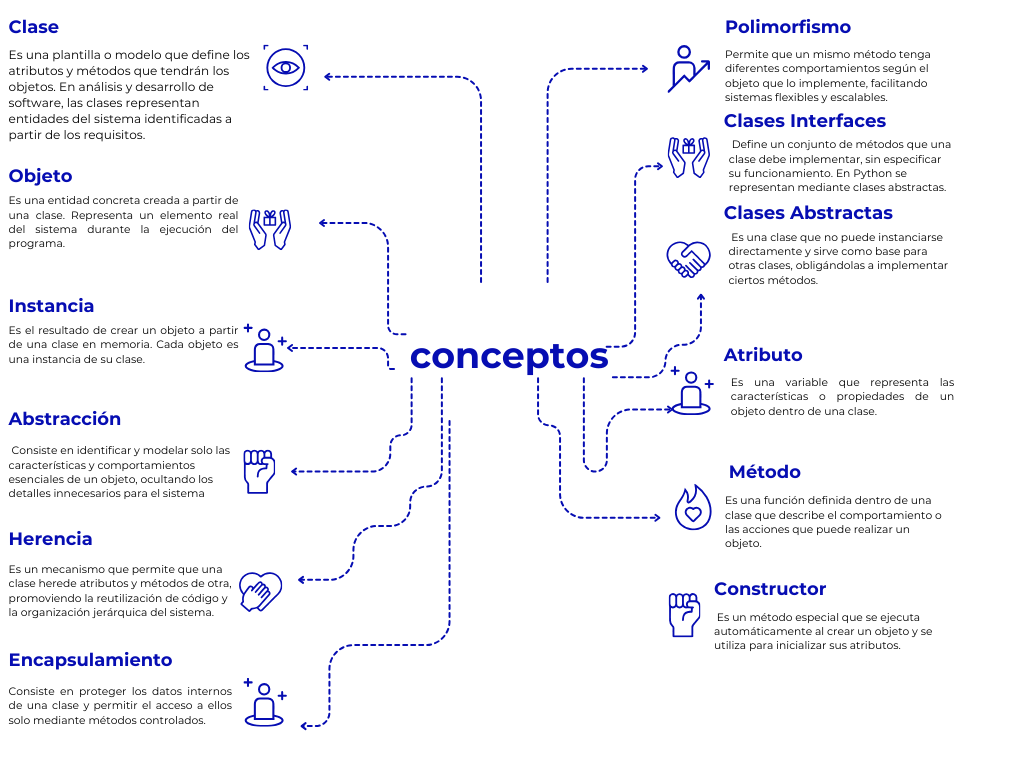 Clase
Es una plantilla o modelo que define los
atributos y métodos que tendrán los
objetos. En análisis y desarrollo de
software, las clases representan
entidades del sistema identificadas a
partir de los requisitos.
Objeto
Es una entidad concreta creada a partir de
una clase. Representa un elemento real
del sistema durante la ejecución del
programa.
Instancia
Es el resultado de crear un objeto a partir
de una clase en memoria. Cada objeto es
una instancia de su clase.
Abstracción
Consiste en identificar y modelar solo las
características y comportamientos
esenciales de un objeto, ocultando los
detalles innecesarios para el sistema
Herencia
Es un mecanismo que permite que una
clase herede atributos y métodos de otra,
promoviendo la reutilización de código y
la organización jerárquica del sistema.
Encapsulamiento
Consiste en proteger los datos internos
de una clase y permitir el acceso a ellos
solo mediante métodos controlados.
conceptos
Polimorfismo
Permite que un mismo método tenga
diferentes comportamientos según el
objeto que lo implemente, facilitando
sistemas flexibles y escalables.
Clases Interfaces
Define un conjunto de métodos que una
clase debe implementar, sin especificar
su funcionamiento. En Python se
representan mediante clases abstractas.
Clases Abstractas
Es una clase que no puede instanciarse
directamente y sirve como base para
otras clases, obligándolas a implementar
ciertos métodos.
Atributo
Es una variable que representa las
características o propiedades de un
objeto dentro de una clase.
Método
Es una función definida dentro de una
clase que describe el comportamiento o
las acciones que puede realizar un
objeto.
Constructor
Es un método especial que se ejecuta
automáticamente al crear un objeto y se
utiliza para inicializar sus atributos.